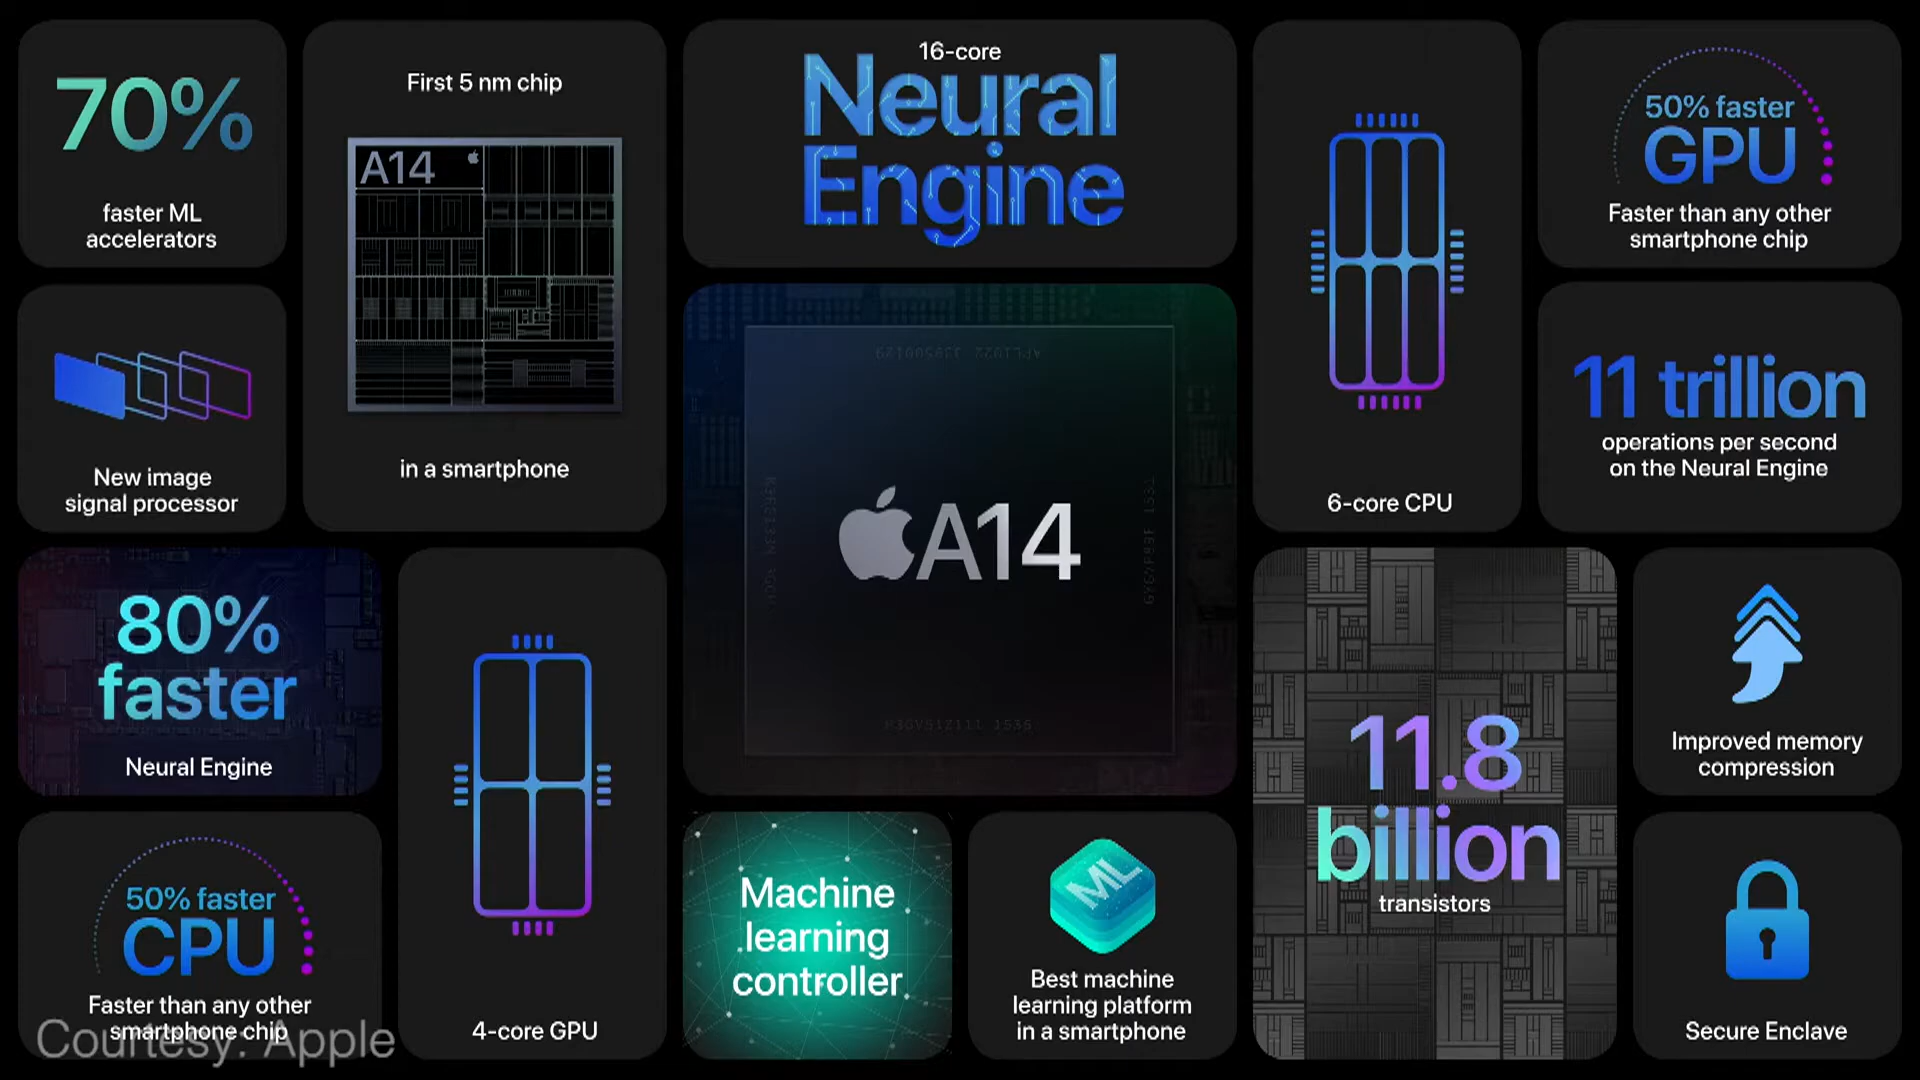 70%
faster ML
accelerators
First 5 nm chip
A14
in a smartphone
16-core
Neural
Engine
6-core CPU
50% faster
GPU
Faster than any other
smartphone chip
New image
signal processor
A14
11 trillion
operations per second
on the Neural Engine
80%
faster
Neural Engine
4-core GPU
11.8
billion
transistors
Improved memory
compression
50% faster
CPU
Faster than any other
smartphone chip
Machine
learning
controller
ML
Best machine
learning platform
in a smartphone
Secure Enclave
Courtesy: Apple